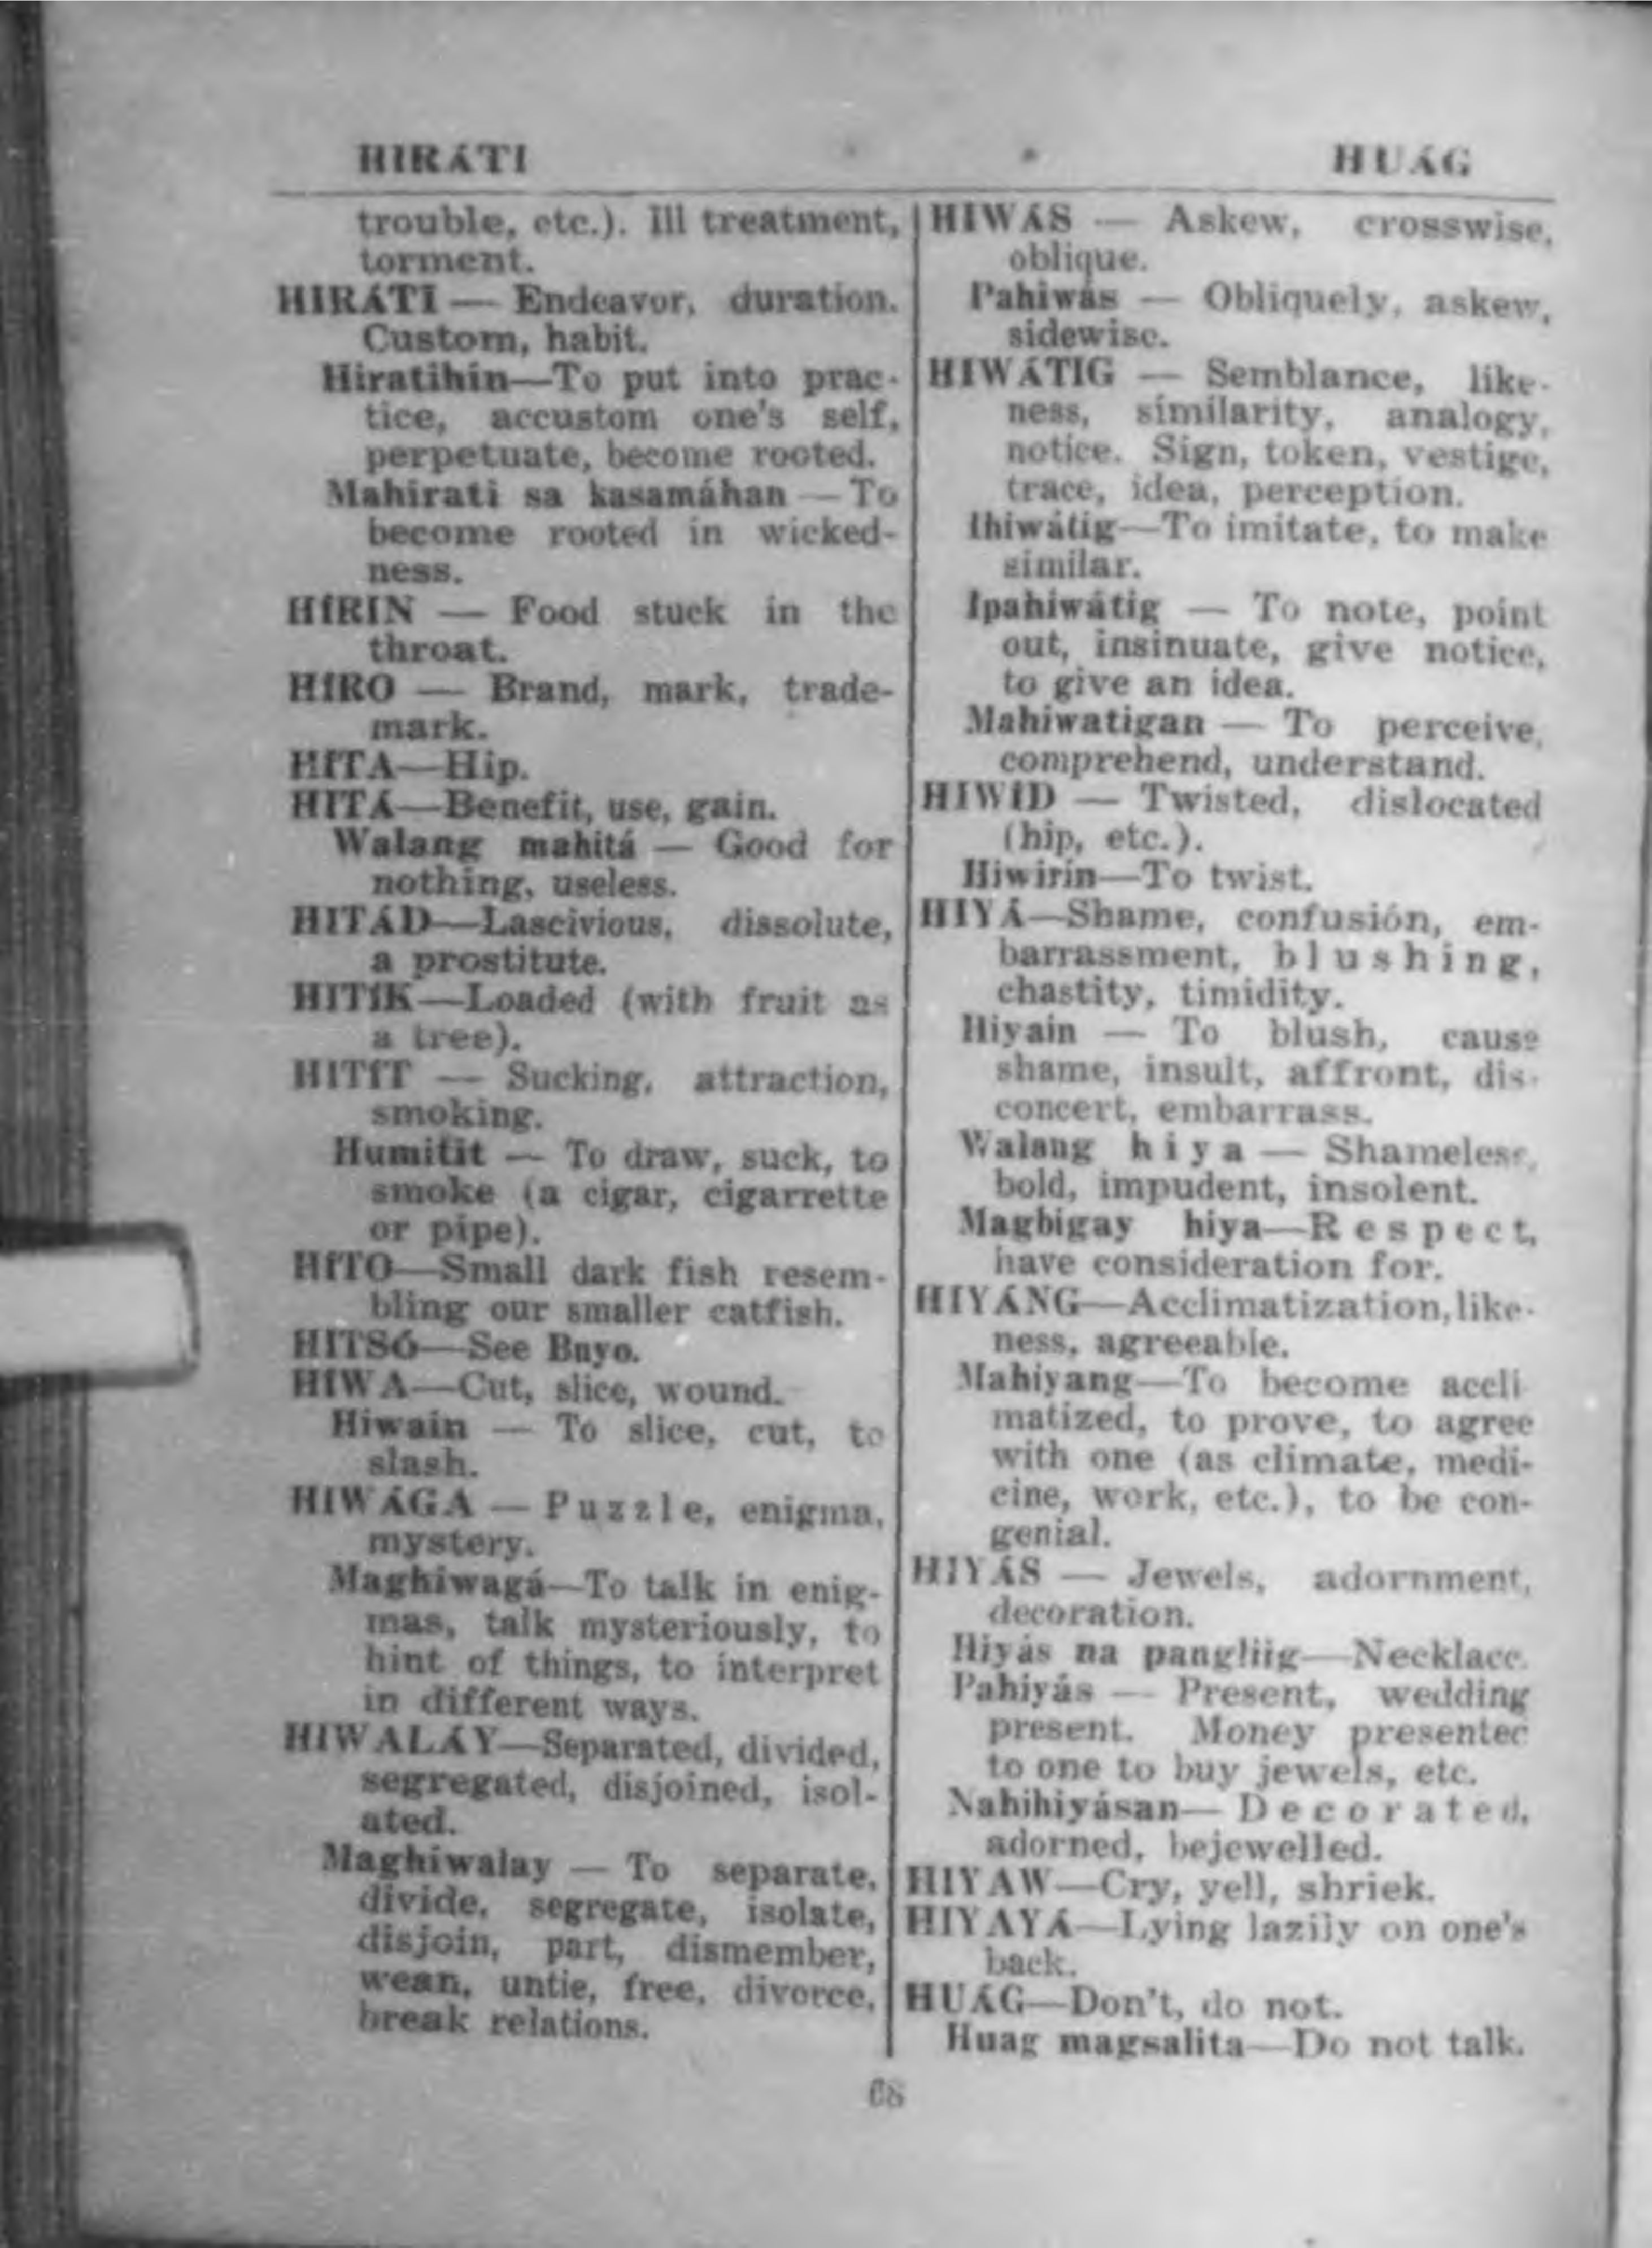 HIRÁTI HUÁG
trouble, etc.). Ill treatment,
torment.
HIRÁTI — Endeavor, duration.
Custom, habit.
Hiratihin—To put into prac-
tice, accustom one's self,
perpetuate, become rooted.
Mahirati sa kasamáhan — To
become rooted in wicked-
ness.
HÍRIN — Food stuck in the
throat.
HÍRO — Brand, mark, trade-
mark.
HÍTA—Hip.
HITÁ—Benefit, use, gain.
Walang mahitá — Good for
nothing, useless.
HITÁD—Lascivious, dissolute,
a prostitute.
HITÍK—Loaded (with fruit as
a tree).
HITÍT — Sucking, attraction,
smoking.
Humitit — To draw, suck, to
smoke (a cigar, cigarrette
or pipe).
HÍTO—Small dark fish resem-
bling our smaller catfish.
HITSÓ—See Buyo.
HÍWA—Cut, slice, wound.
Hiwain — To slice, cut, to
slash.
HIWÁGA — Puzzle, enigma,
mystery.
Maghiwagá—To talk in enig-
mas, talk mysteriously, to
hint of things, to interpret
in different ways.
HIWALÁY—Separated, divided,
segregated, disjoined, isol-
ated.
Maghiwalay — To separate,
divide, segregate, isolate,
disjoin, part, dismember,
wean, untie, free, divorce,
break relations.
HIWÁS — Askew, crosswise,
oblique.
Pahiwás — Obliquely, askew,
sidewise.
HIWÁTIG — Semblance, like-
ness, similarity, analogy,
notice. Sign, token, vestige,
trace, idea, perception.
Ihiwátig—To imitate, to make
similar.
Ipahiwátig — To note, point
out, insinuate, give notice,
to give an idea.
Mahiwatigan — To perceive,
comprehend, understand.
HIWÍD — Twisted, dislocated
(hip, etc.).
Hiwirin—To twist.
HIYÁ—Shame, confusión, em-
barrassment, blushing,
chastity, timidity.
Hiyain — To blush, cause
shame, insult, affront, dis-
concert, embarrass.
Walang hiya — Shameless,
bold, impudent, insolent.
Magbigay hiya—Respect,
have consideration for.
HIYÁNG—Acclimatization, like-
ness, agreeable.
Mahiyang—To become accli
matized, to prove, to agree
with one (as climate, medi-
cine, work, etc.), to be con-
genial.
HIYÁS — Jewels, adornment,
decoration.
Hiyás na pangliig—Necklace.
Pahiyás — Present, wedding
present. Money presented
to one to buy jewels, etc.
Nahihiyásan— Decorated,
adorned, bejewelled.
HIYAW—Cry, yell, shriek.
HIYAYÁ—Lying lazily on one's
back.
HUÁG—Don't, do not.
Huag magsalita—Do not talk.
68